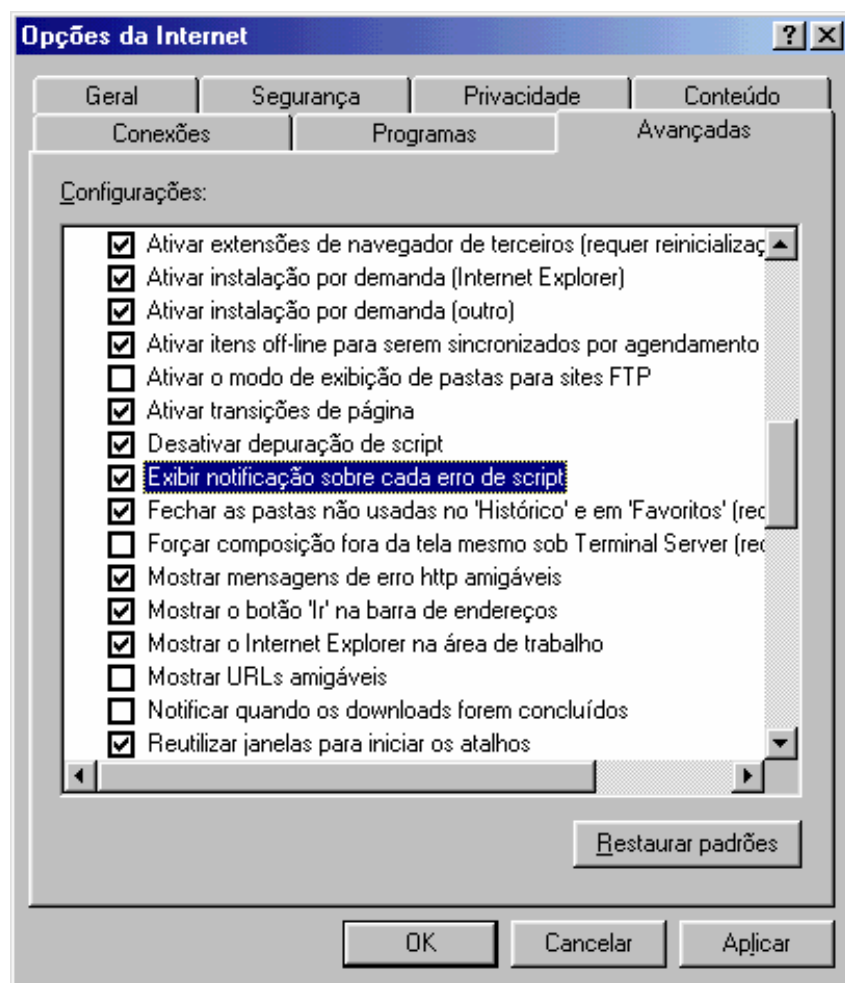 Opções da Internet
Geral Segurança Privacidade Conteúdo
Conexões Programas Avançadas
Configurações:
Ativar extensões de navegador de terceiros (requer reinicializaç
Ativar instalação por demanda (Internet Explorer)
Ativar instalação por demanda (outro)
Ativar itens off-line para serem sincronizados por agendamento
Ativar o modo de exibição de pastas para sites FTP
Ativar transições de página
Desativar depuração de script
Exibir notificação sobre cada erro de script
Fechar as pastas não usadas no 'Histórico' e em 'Favoritos' (req
Forçar composição fora da tela mesmo sob Terminal Server (req
Mostrar mensagens de erro http amigáveis
Mostrar o botão 'Ir' na barra de endereços
Mostrar o Internet Explorer na área de trabalho
Mostrar URLs amigáveis
Notificar quando os downloads forem concluídos
Reutilizar janelas para iniciar os atalhos
Restaurar padrões
OK Cancelar Aplicar